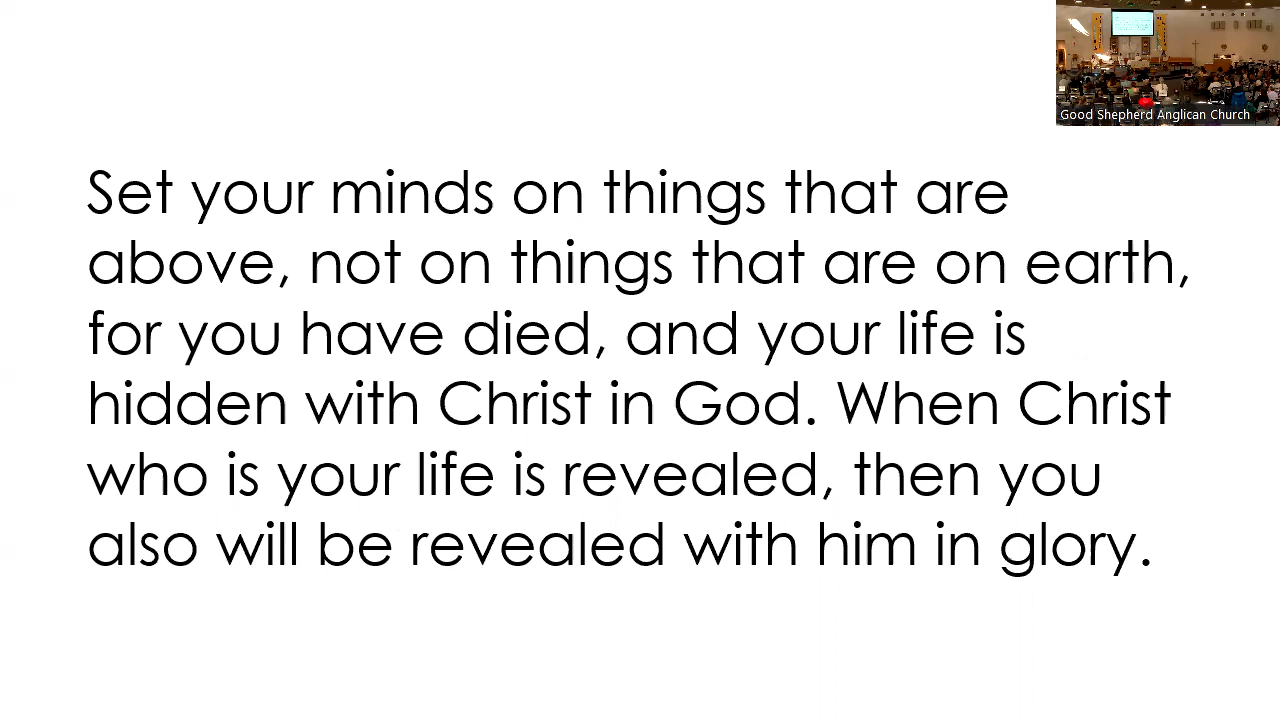 Good Shepherd Anglican Church
Set your minds on things that are
above, not on things that are on earth,
for you have died, and your life is
hidden with Christ in God. When Christ
who is your life is revealed, then you
also will be revealed with him in glory.